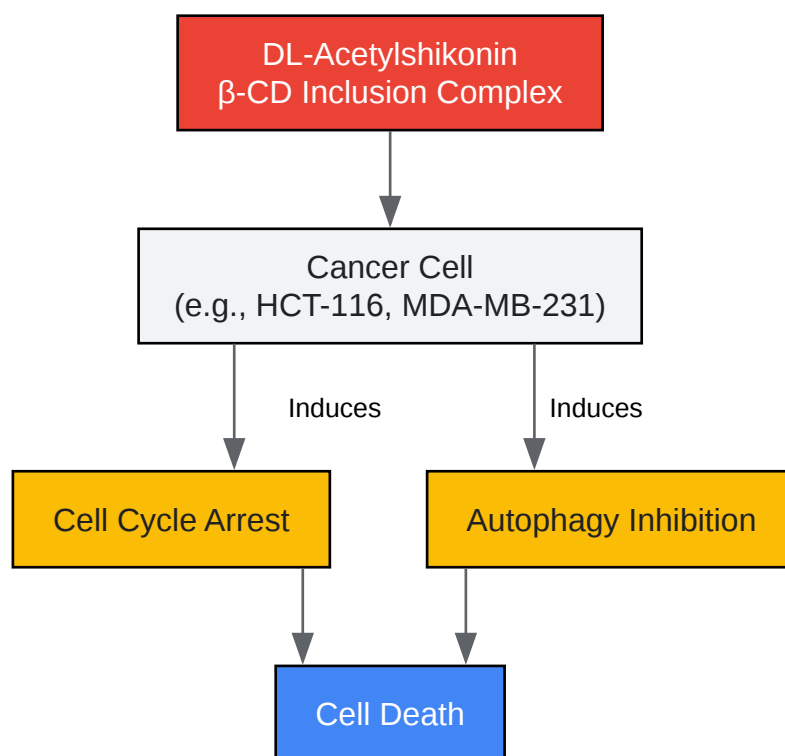 DL-Acetylshikonin
β-CD Inclusion Complex
Cancer Cell
(e.g., HCT-116, MDA-MB-231)
Induces
Induces
Cell Cycle Arrest
Autophagy Inhibition
Cell Death